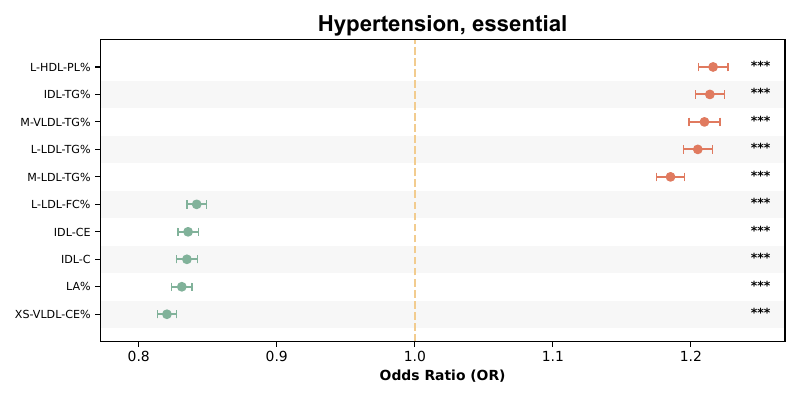 Hypertension, essential
L-HDL-PL% ***
IDL-TG% ***
M-VLDL-TG% ***
L-LDL-TG% ***
M-LDL-TG% ***
L-LDL-FC% ***
IDL-CE ***
IDL-C ***
LA% ***
XS-VLDL-CE% ***
0.8 0.9 1.0 1.1 1.2
Odds Ratio (OR)